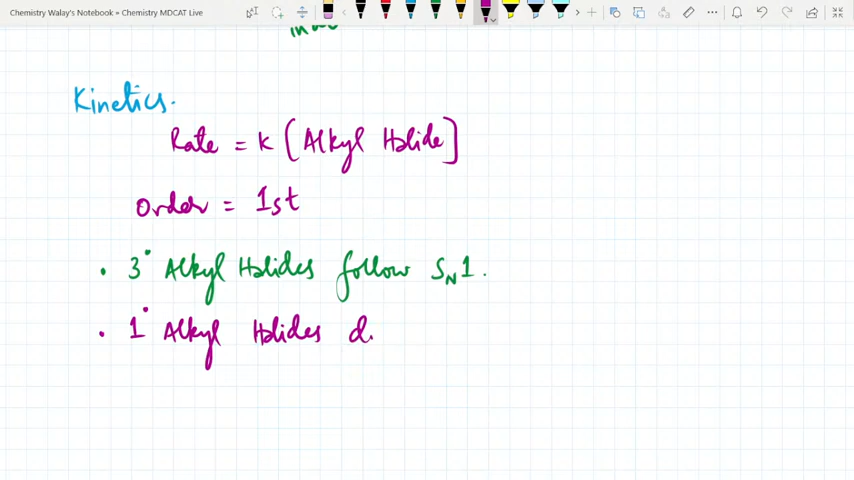 Chemistry Walay's Notebook » Chemistry MDCAT Live
Kinetics.
Rate = K (Alkyl Halide]
Order = 1st
• 3° Alkyl Halides follow SN1.
• 1° Alkyl Halides d